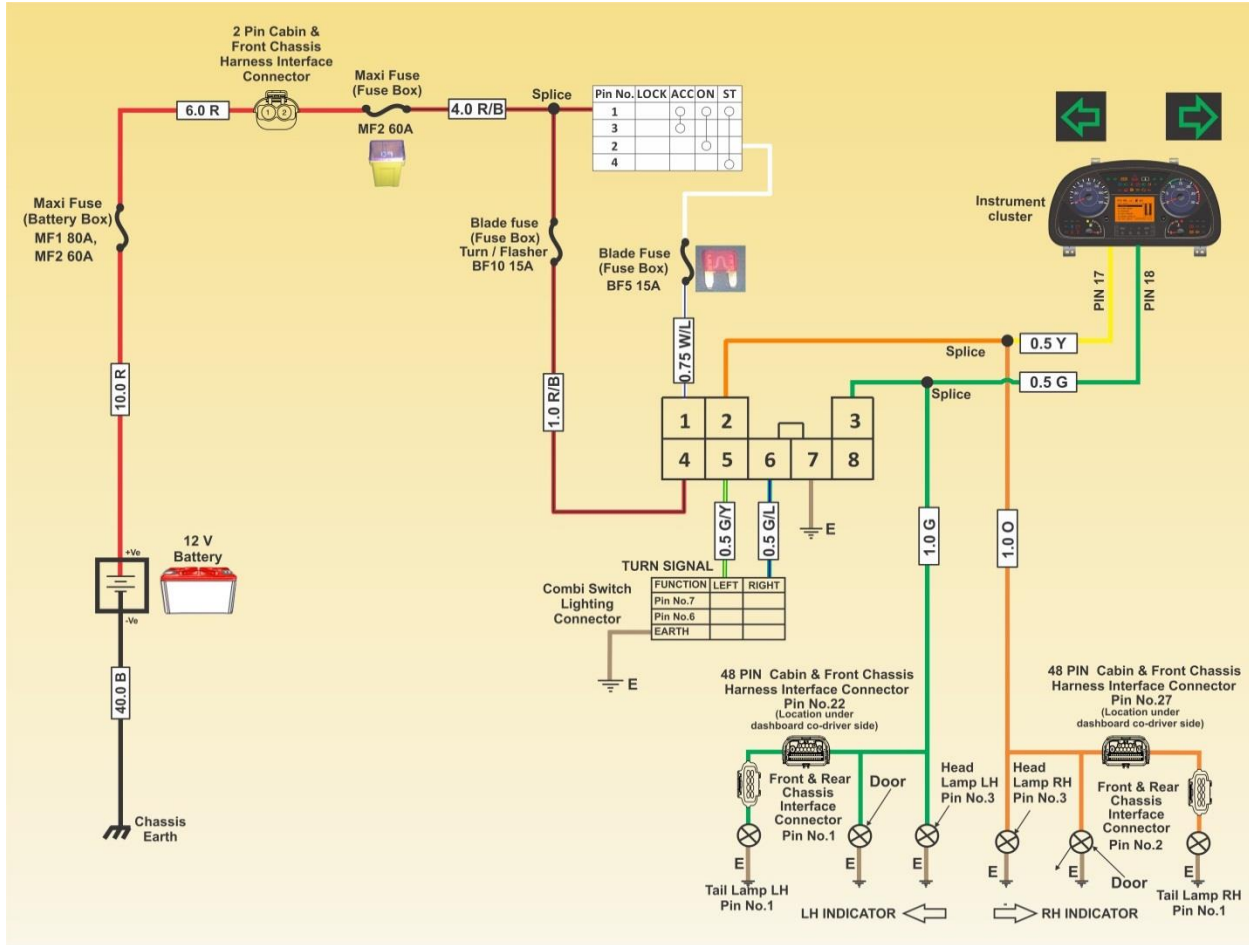 2 Pin Cabin &
Front Chassis
Harness Interface
Connector
Maxi Fuse
(Fuse Box)
6.0 R
1 2
MF2 60A
4.0 R/B
Splice
Pin No. LOCK ACC ON ST
1
3
2
4
Maxi Fuse
(Battery Box)
MF1 80A,
MF2 60A
Blade fuse
(Fuse Box)
Turn / Flasher
BF10 15A
Blade Fuse
(Fuse Box)
BF5 15A
Instrument
cluster
PIN 17
PIN 18
10.0 R
1.0 R/B
0.75 W/L
Splice
0.5 Y
Splice
0.5 G
1 2 3
4 5 6 7 8
0.5 G/Y
0.5 G/L
E
1.0 G
1.0 O
12 V
Battery
+Ve
-Ve
40.0 B
Chassis
Earth
TURN SIGNAL
Combi Switch
Lighting
Connector
FUNCTION LEFT RIGHT
Pin No.7
Pin No.6
EARTH
E
48 PIN Cabin & Front Chassis
Harness Interface Connector
Pin No.22
(Location under
dashboard co-driver side)
48 PIN Cabin & Front Chassis
Harness Interface Connector
Pin No.27
(Location under
dashboard co-driver side)
Front & Rear
Chassis
Interface
Connector
Pin No.1
Door
Head
Lamp LH
Pin No.3
Head
Lamp RH
Pin No.3
Front & Rear
Chassis
Interface
Connector
Pin No.2
E
E
E
E
E
E
Tail Lamp LH
Pin No.1
Door
Tail Lamp RH
Pin No.1
LH INDICATOR
RH INDICATOR